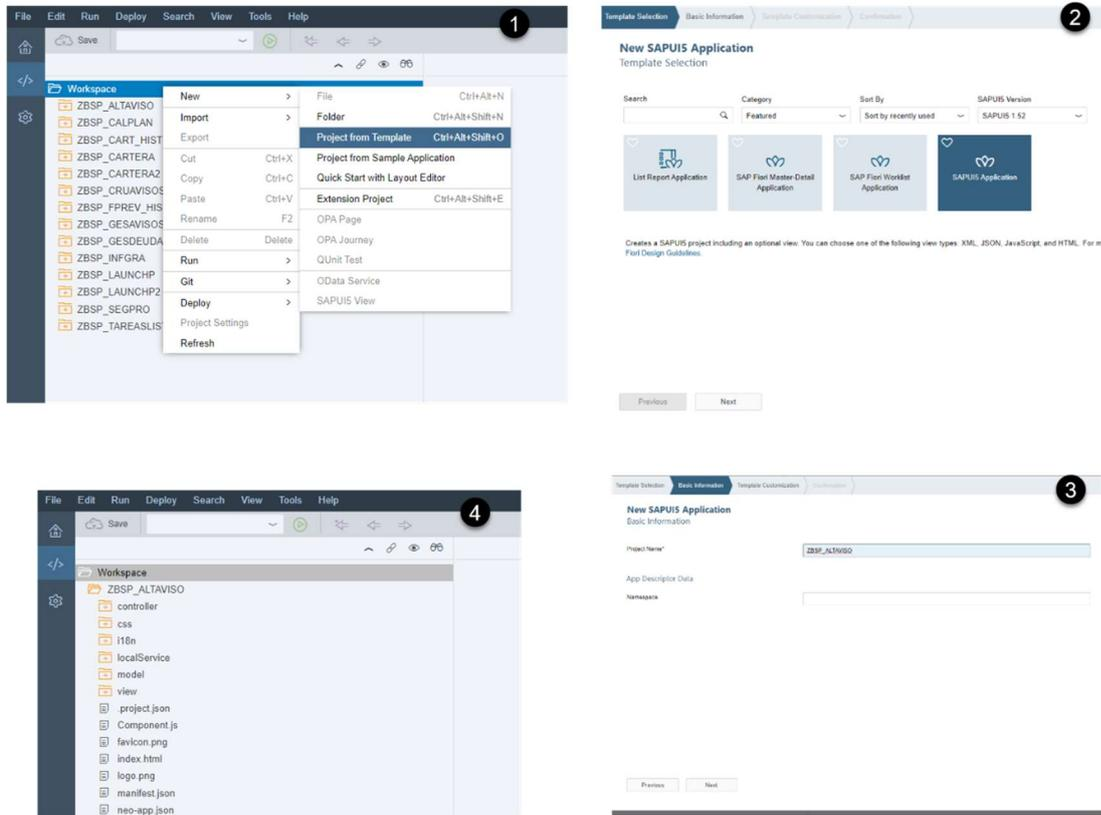 File Edit Run Deploy Search View Tools Help
1
Save
Workspace
ZBSP_ALTAVISO
ZBSP_CALPLAN
ZBSP_CART_HIST
ZBSP_CARTERA
ZBSP_CARTERA2
ZBSP_CRUAVISOS
ZBSP_FPREV_HIS
ZBSP_GESAVISOS
ZBSP_GESDEUDA
ZBSP_INFGRA
ZBSP_LAUNCHP
ZBSP_LAUNCHP2
ZBSP_SEGPRO
ZBSP_TAREASLIS
New >
Import >
Export
Cut Ctrl+X
Copy Ctrl+C
Paste Ctrl+V
Rename F2
Delete Delete
Run >
Git >
Deploy >
Project Settings
Refresh
File Ctrl+Alt+N
Folder Ctrl+Alt+Shift+N
Project from Template Ctrl+Alt+Shift+O
Project from Sample Application
Quick Start with Layout Editor
Extension Project Ctrl+Alt+Shift+E
OPA Page
OPA Journey
QUnit Test
OData Service
SAPUI5 View
Template Selection Basic Information Template Customization Confirmation
2
New SAPUI5 Application
Template Selection
Search Category Sort By SAPUI5 Version
Featured Sort by recently used SAPUI5 1.52
List Report Application
SAP Fiori Master-Detail
Application
SAP Fiori Worklist
Application
SAPUI5 Application
Creates a SAPUI5 project including an optional view. You can choose one of the following view types: XML, JSON, JavaScript, and HTML. For m
Fiori Design Guidelines.
Previous Next
Template Selection Basic Information Template Customization Confirmation
3
New SAPUI5 Application
Basic Information
Project Name* ZBSP_ALTAVISO
App Descriptor Data
Namespace
Previous Next
File Edit Run Deploy Search View Tools Help
4
Save
Workspace
ZBSP_ALTAVISO
controller
css
i18n
localService
model
view
.project.json
Component.js
favicon.png
index.html
logo.png
manifest.json
neo-app.json